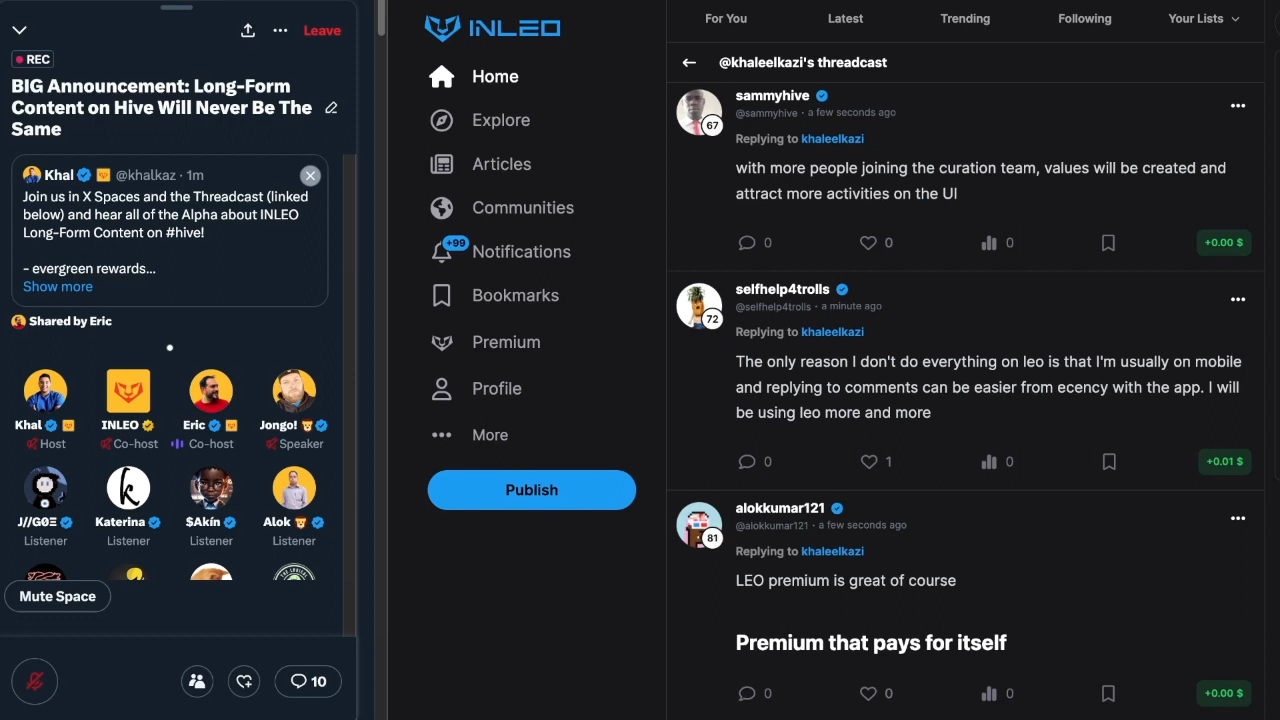 Leave
REC
BIG Announcement: Long-Form
Content on Hive Will Never Be The
Same
Khal @khalkaz · 1m
Join us in X Spaces and the Threadcast (linked
below) and hear all of the Alpha about INLEO
Long-Form Content on #hive!
- evergreen rewards...
Show more
Shared by Eric
Khal
Host
INLEO
Co-host
Eric
Co-host
Jongo!
Speaker
J//GØΞ
Listener
Katerina
Listener
$Akín
Listener
Alok
Listener
Mute Space
10
INLEO
Home
Explore
Articles
Communities
+99
Notifications
Bookmarks
Premium
Profile
More
Publish
For You
Latest
Trending
Following
Your Lists
@khaleelkazi's threadcast
67
sammyhive
@sammyhive · a few seconds ago
Replying to khaleelkazi
with more people joining the curation team, values will be created and
attract more activities on the UI
0
0
0
+0.00 $
72
selfhelp4trolls
@selfhelp4trolls · a minute ago
Replying to khaleelkazi
The only reason I don't do everything on leo is that I'm usually on mobile
and replying to comments can be easier from ecency with the app. I will
be using leo more and more
0
1
0
+0.01 $
81
alokkumar121
@alokkumar121 · a few seconds ago
Replying to khaleelkazi
LEO premium is great of course
Premium that pays for itself
0
0
0
+0.00 $